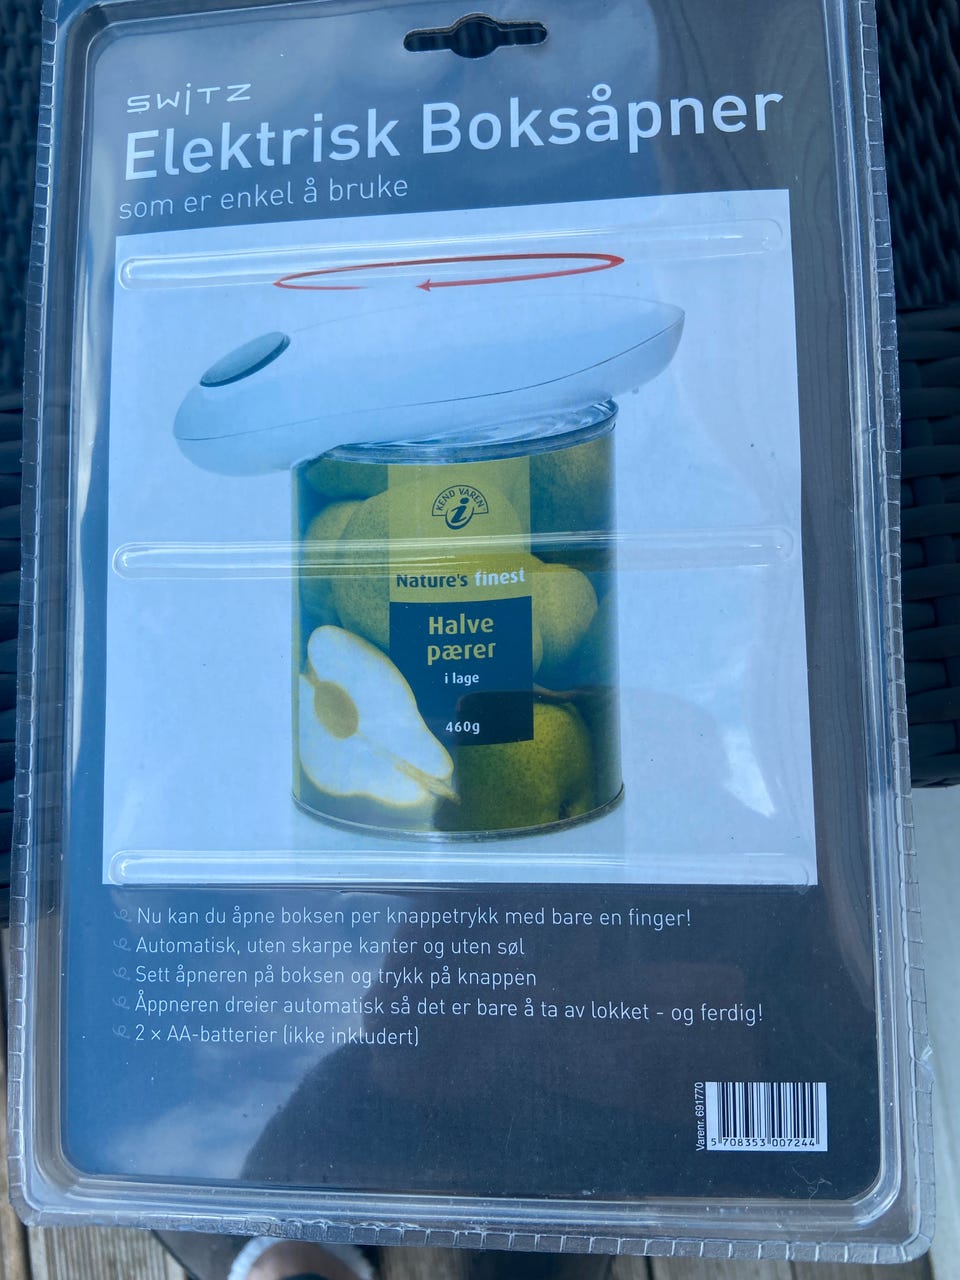 SWiTZ
Elektrisk Boksåpner
som er enkel å bruke
KEND VAREN
i
Nature's finest
Halve
pærer
i lage
460g
Nu kan du åpne boksen per knappetrykk med bare en finger!
Automatisk, uten skarpe kanter og uten søl
Sett åpneren på boksen og trykk på knappen
Åppneren dreier automatisk så det er bare å ta av lokket - og ferdig!
2 x AA-batterier (ikke inkludert)
Varenr. 691770
5 708353 007244